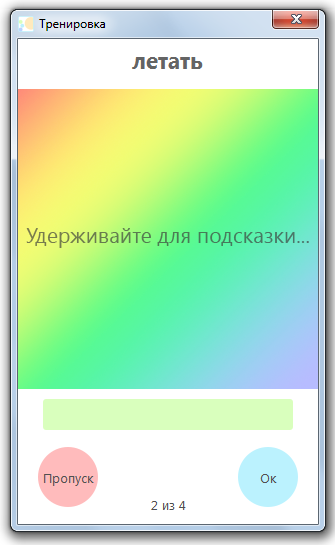 Тренировка
летать
Удерживайте для подсказки...
Пропуск
Ок
2 из 4